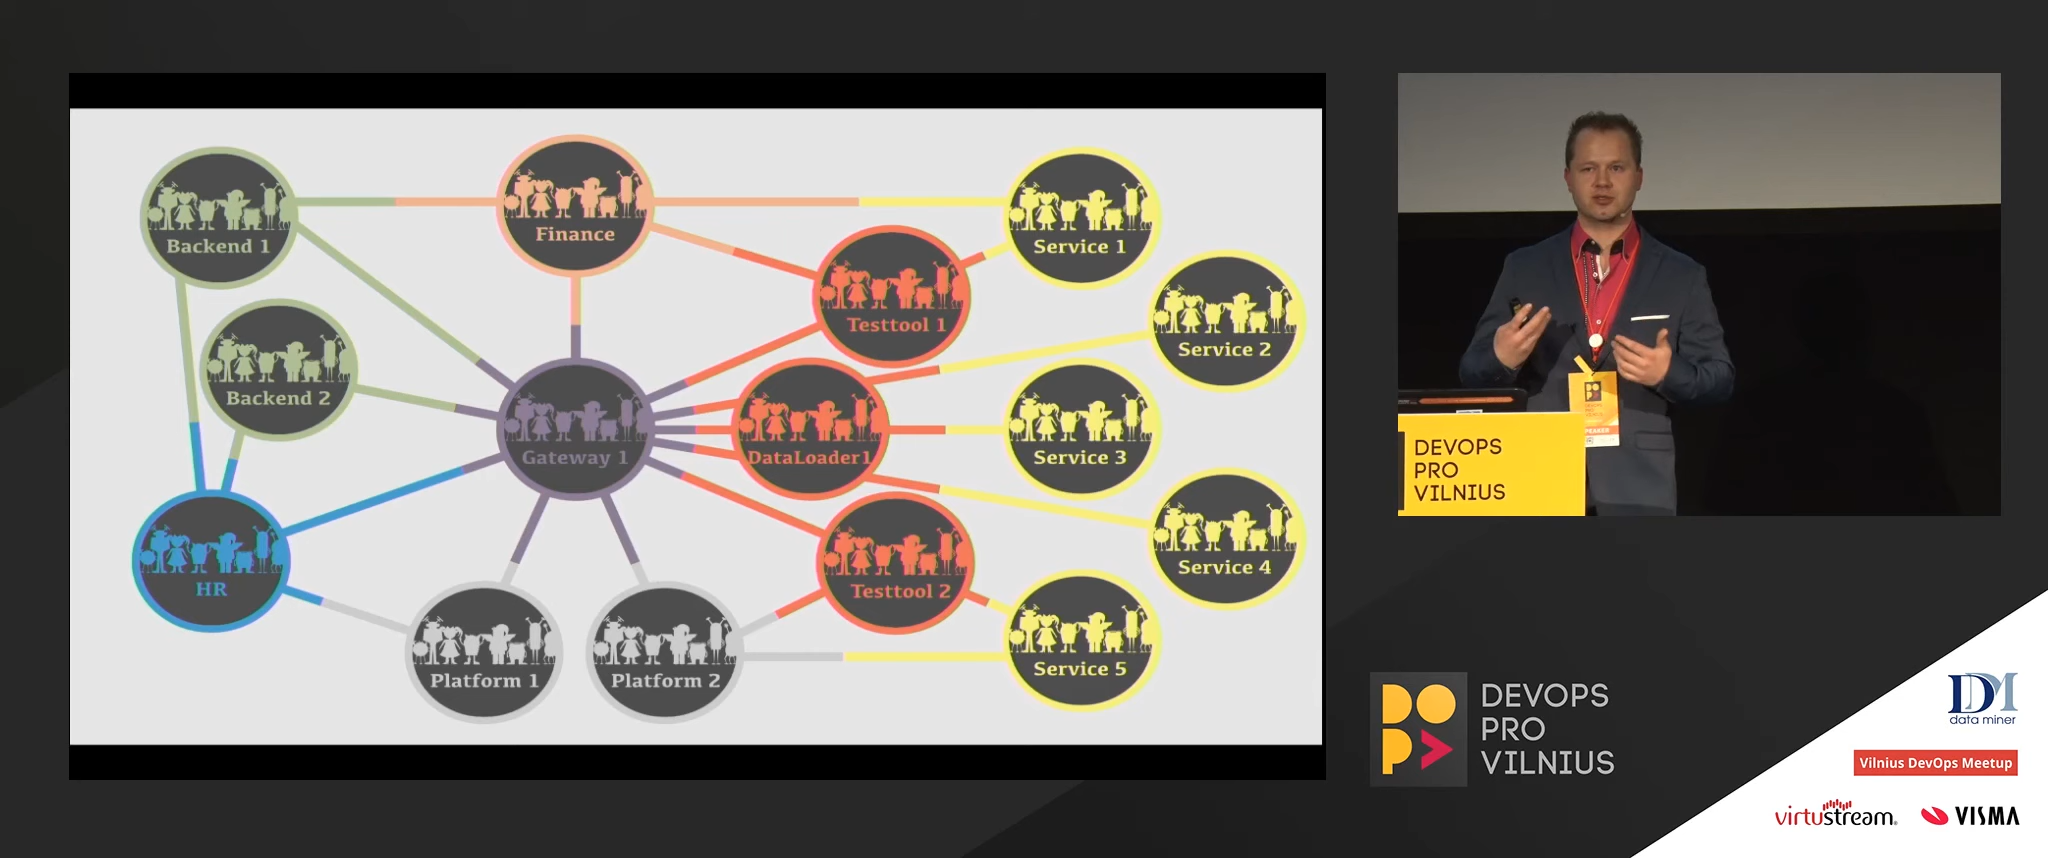 Backend 1
Finance
Service 1
Testtool 1
Service 2
Backend 2
Gateway 1
DataLoader1
Service 3
HR
Testtool 2
Service 4
Platform 1
Platform 2
Service 5
DEVOPS
PRO
VILNIUS
SPEAKER
DEVOPS
PRO
VILNIUS
DM
data miner
Vilnius DevOps Meetup
virtustream
VISMA